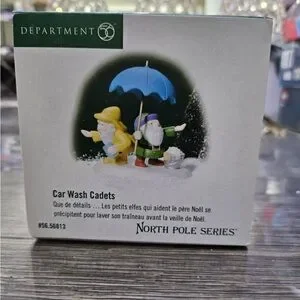 DEPARTMENT 56
Car Wash Cadets
Que de détails ... Les petits elfes qui aident le père Noël se
précipitent pour laver son traîneau avant la veille de Noël.
#56.56813
NORTH POLE SERIES™